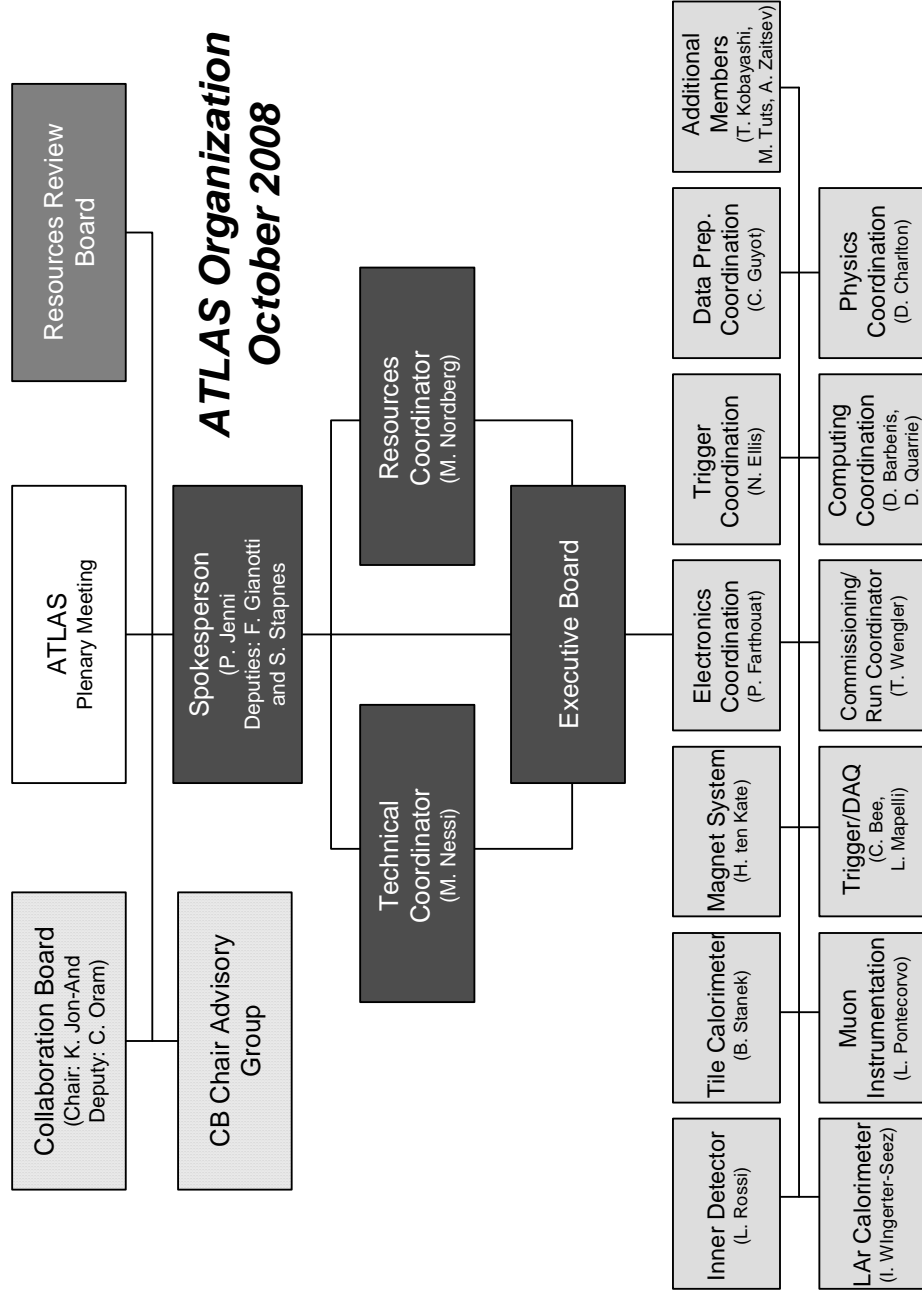 Collaboration Board
(Chair: K. Jon-And
Deputy: C. Oram)
ATLAS
Plenary Meeting
Resources Review
Board
CB Chair Advisory
Group
Spokesperson
(P. Jenni
Deputies: F. Gianotti
and S. Stapnes
ATLAS Organization
October 2008
Technical
Coordinator
(M. Nessi)
Resources
Coordinator
(M. Nordberg)
Executive Board
Inner Detector
(L. Rossi)
Tile Calorimeter
(B. Stanek)
Magnet System
(H. ten Kate)
Electronics
Coordination
(P. Farthouat)
Trigger
Coordination
(N. Ellis)
Data Prep.
Coordination
(C. Guyot)
Additional
Members
(T. Kobayashi,
M. Tuts, A. Zaitsev)
LAr Calorimeter
(I. WIngerter-Seez)
Muon
Instrumentation
(L. Pontecorvo)
Trigger/DAQ
(C. Bee,
L. Mapelli)
Commissioning/
Run Coordinator
(T. Wengler)
Computing
Coordination
(D. Barberis,
D. Quarrie)
Physics
Coordination
(D. Charlton)